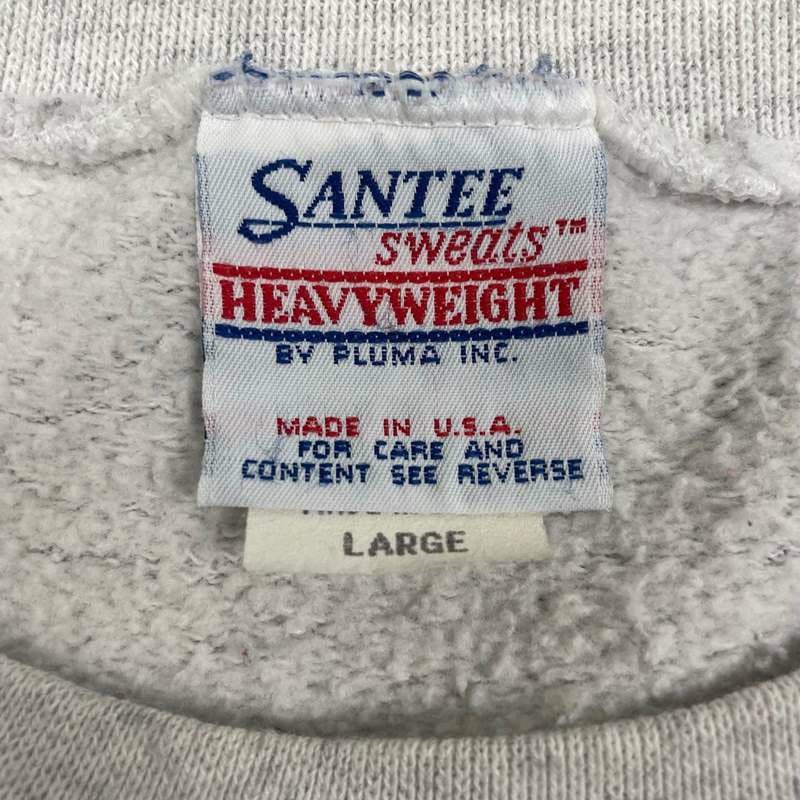 SANTEE
sweats™
HEAVYWEIGHT
BY PLUMA INC.
MADE IN U.S.A.
FOR CARE AND
CONTENT SEE REVERSE
LARGE